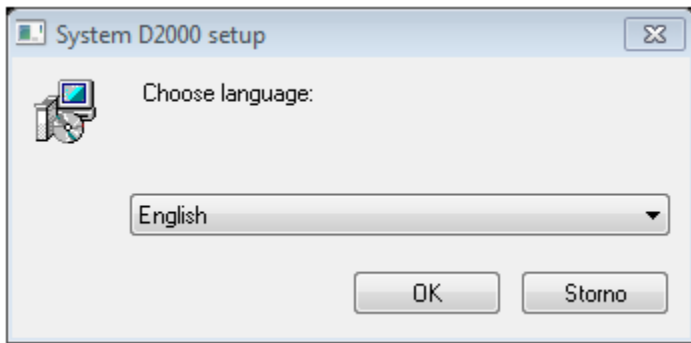 System D2000 setup
Choose language:
English
OK
Storno